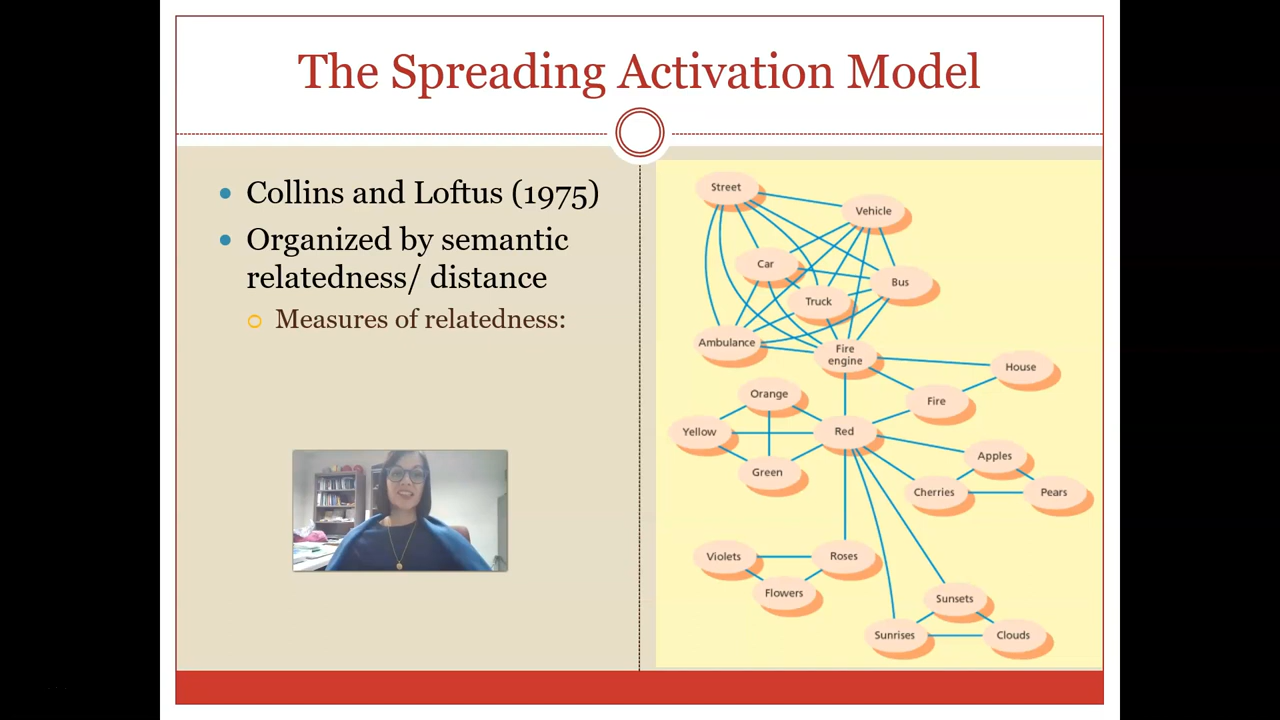 The Spreading Activation Model
Collins and Loftus (1975)
Organized by semantic
relatedness/ distance
Measures of relatedness:
Street
Vehicle
Car
Bus
Truck
Ambulance
Fire
engine
House
Orange
Fire
Yellow
Red
Green
Apples
Cherries
Pears
Violets
Roses
Flowers
Sunsets
Sunrises
Clouds